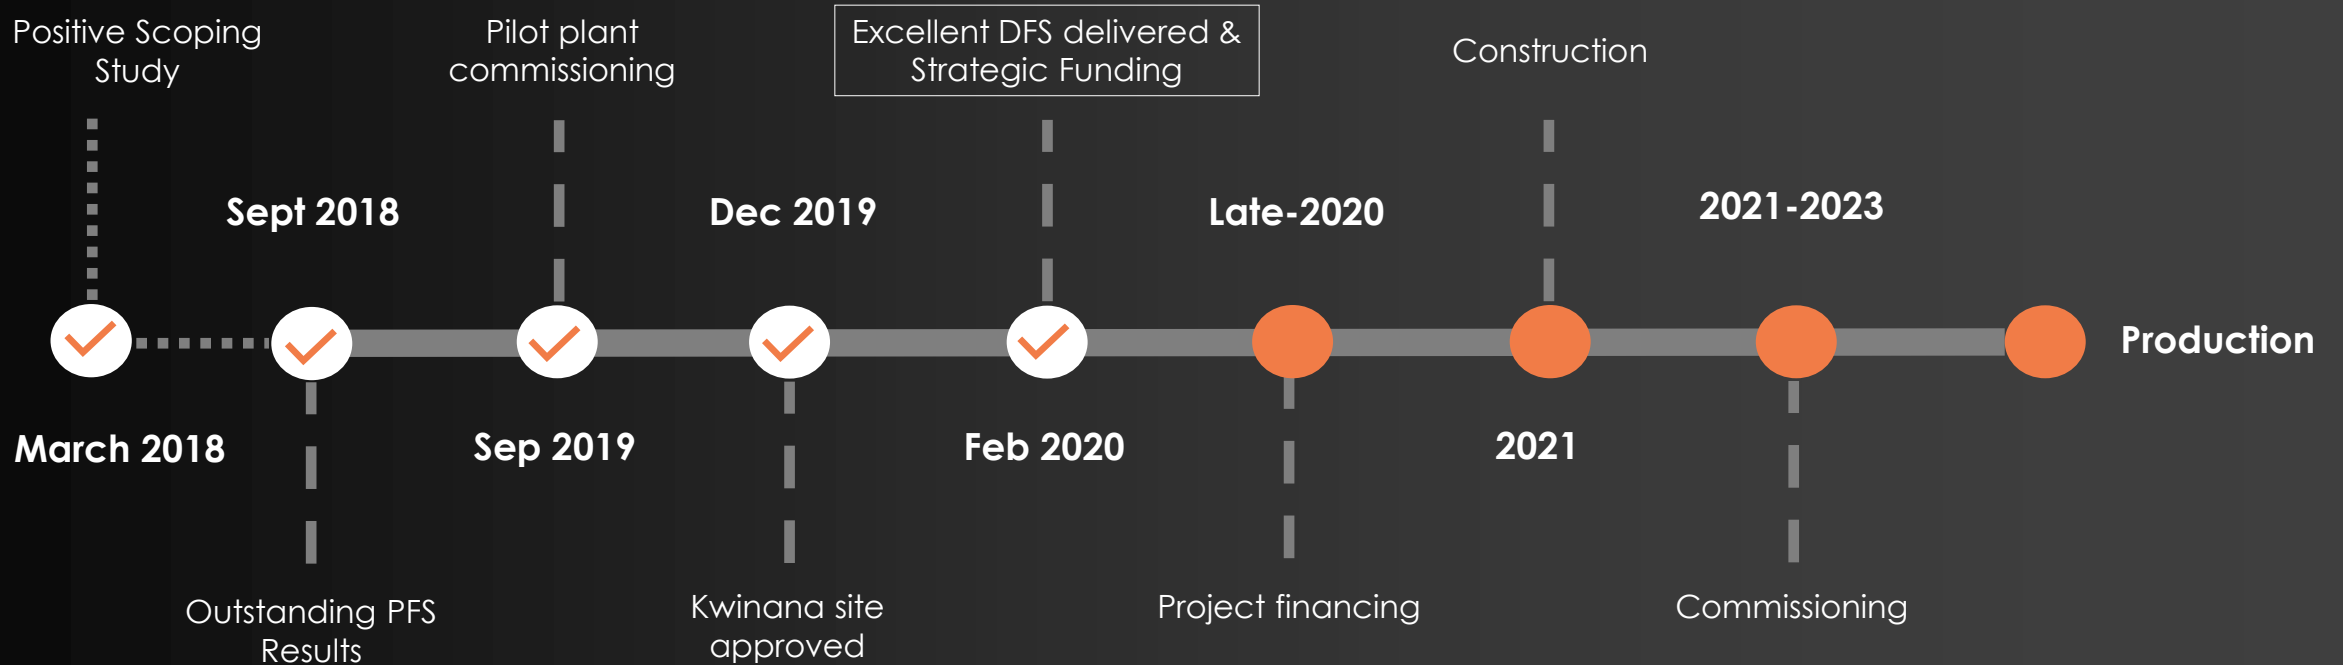 Positive Scoping
Study
Pilot plant
commissioning
Excellent DFS delivered &
Strategic Funding
Construction
Sept 2018
Dec 2019
Late-2020
2021-2023
Production
March 2018
Sep 2019
Feb 2020
2021
Outstanding PFS
Results
Kwinana site
approved
Project financing
Commissioning